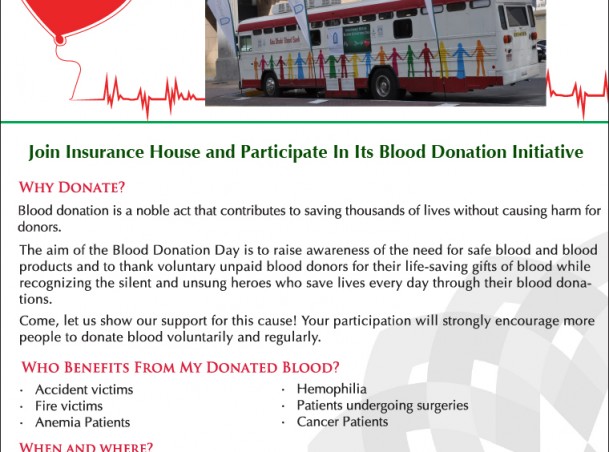 Join Insurance House and Participate In Its Blood Donation Initiative
WHY DONATE?
Blood donation is a noble act that contributes to saving thousands of lives without causing harm for
donors.
The aim of the Blood Donation Day is to raise awareness of the need for safe blood and blood
products and to thank voluntary unpaid blood donors for their life-saving gifts of blood while
recognizing the silent and unsung heroes who save lives every day through their blood dona-
tions.
Come, let us show our support for this cause! Your participation will strongly encourage more
people to donate blood voluntarily and regularly.
WHO BENEFITS FROM MY DONATED BLOOD?
· Accident victims
· Fire victims
· Anemia Patients
· Hemophilia
· Patients undergoing surgeries
· Cancer Patients
WHEN AND WHERE?